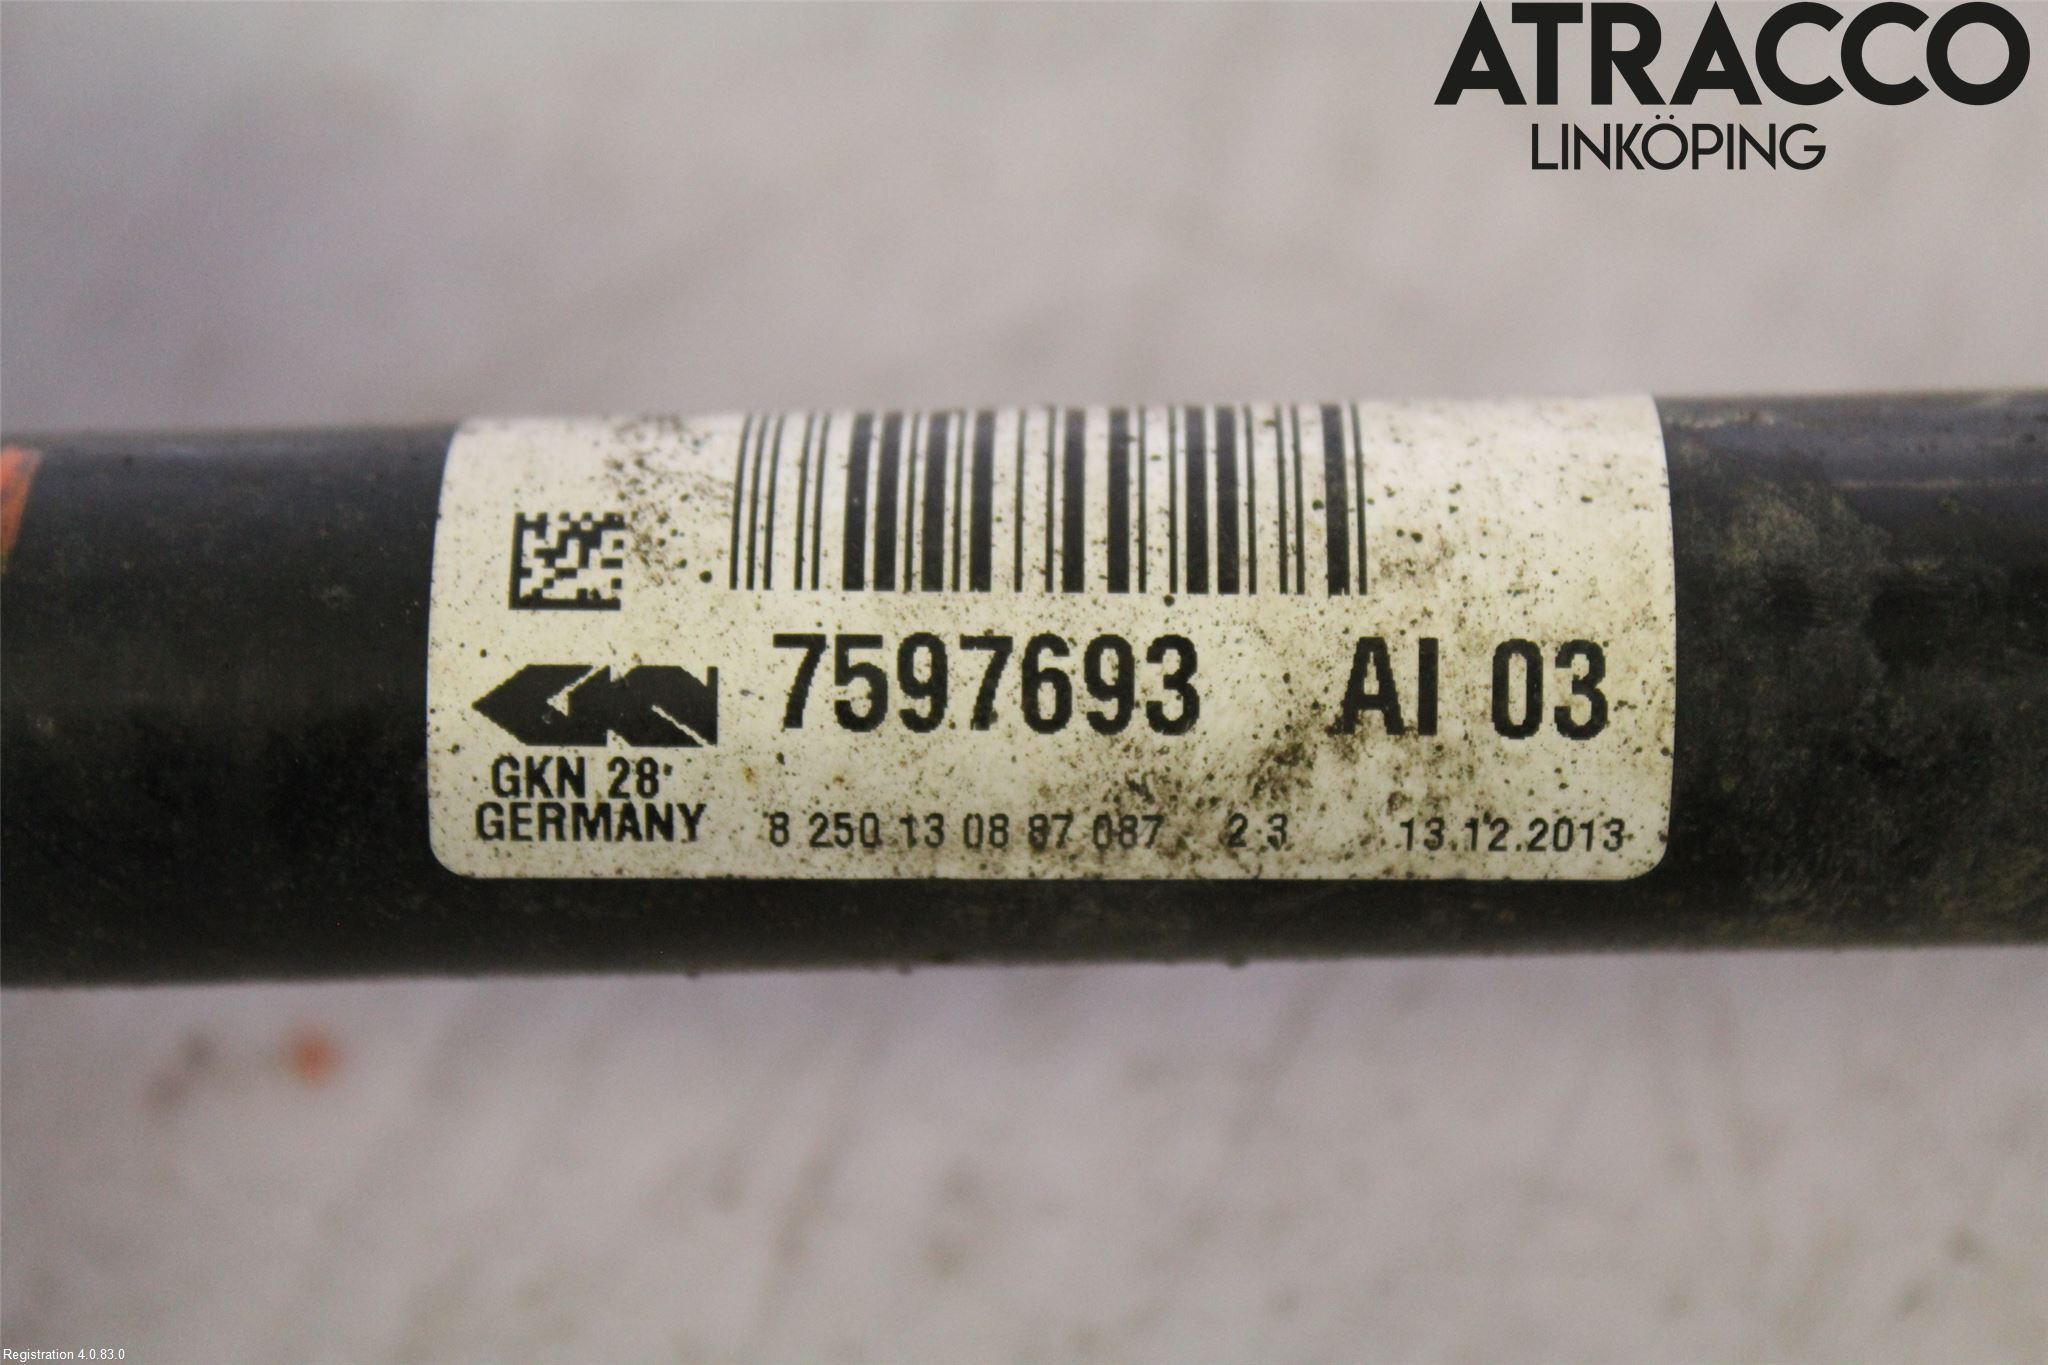 ATRACCO
LINKÖPING
7597693 AI 03
GKN 28
GERMANY
8 250 13 08 87 087 2 3 13.12.2013
Registration 4.0.83.0